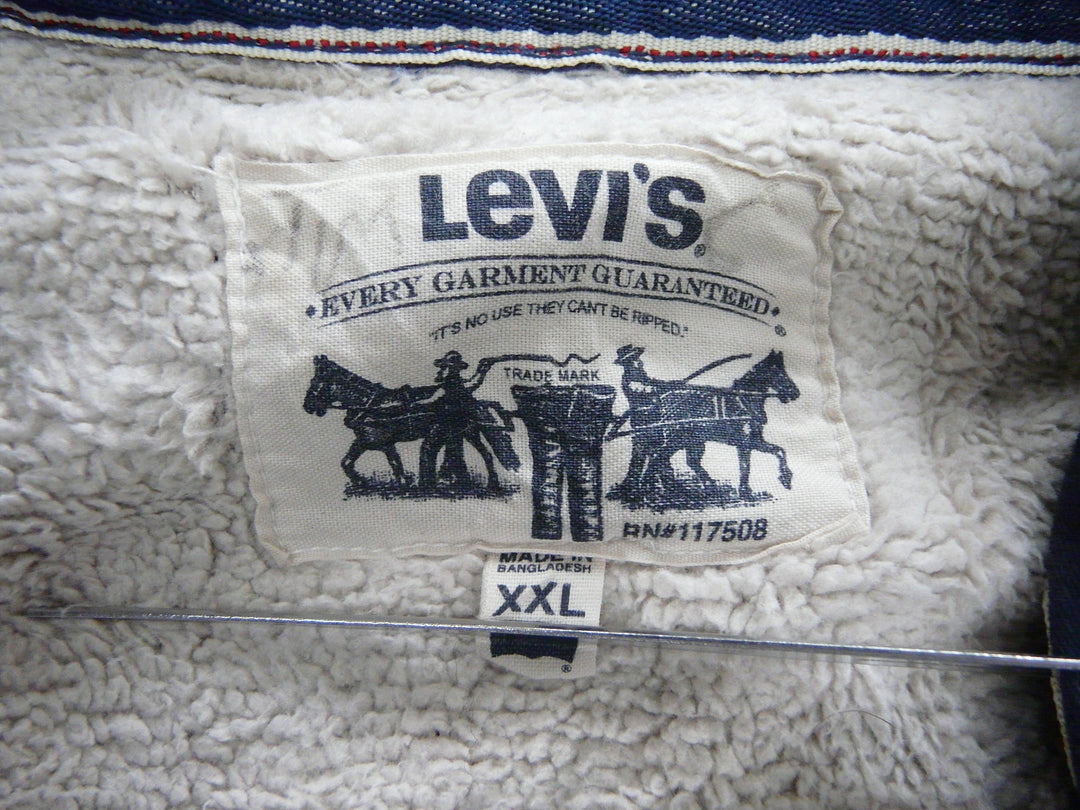 LEVI'S®
•EVERY GARMENT GUARANTEED•®
"IT'S NO USE THEY CAN'T BE RIPPED."
TRADE MARK
RN#117508
MADE IN
BANGLADESH
XXL
®